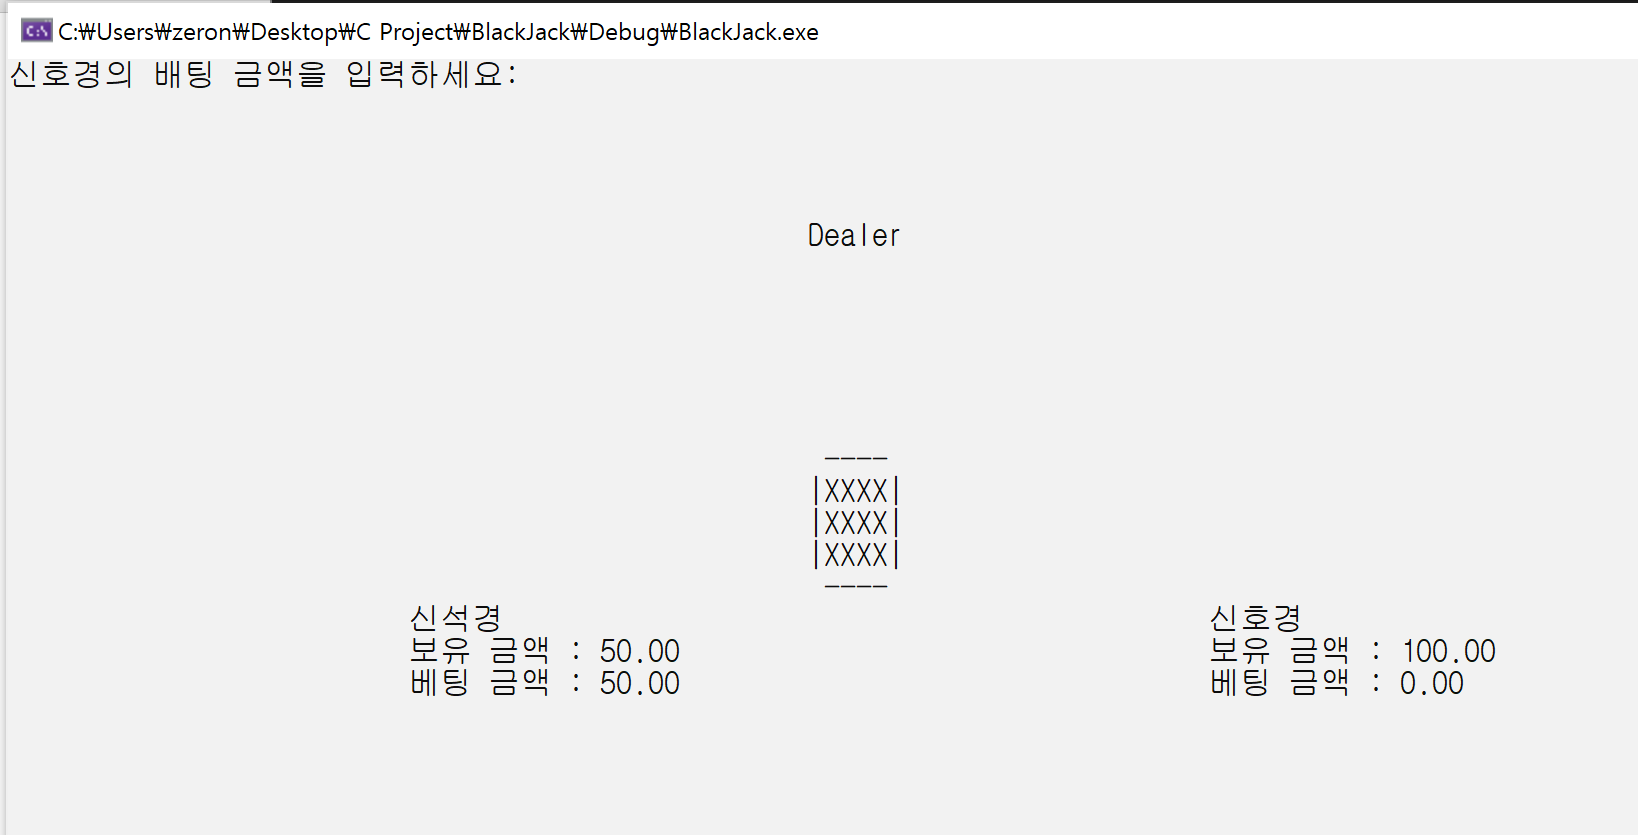 C:₩Users₩zeron₩Desktop₩C Project₩BlackJack₩Debug₩BlackJack.exe
신호경의 배팅 금액을 입력하세요:
Dealer
----
|XXXX|
|XXXX|
|XXXX|
----
신석경
보유 금액 : 50.00
베팅 금액 : 50.00
신호경
보유 금액 : 100.00
베팅 금액 : 0.00